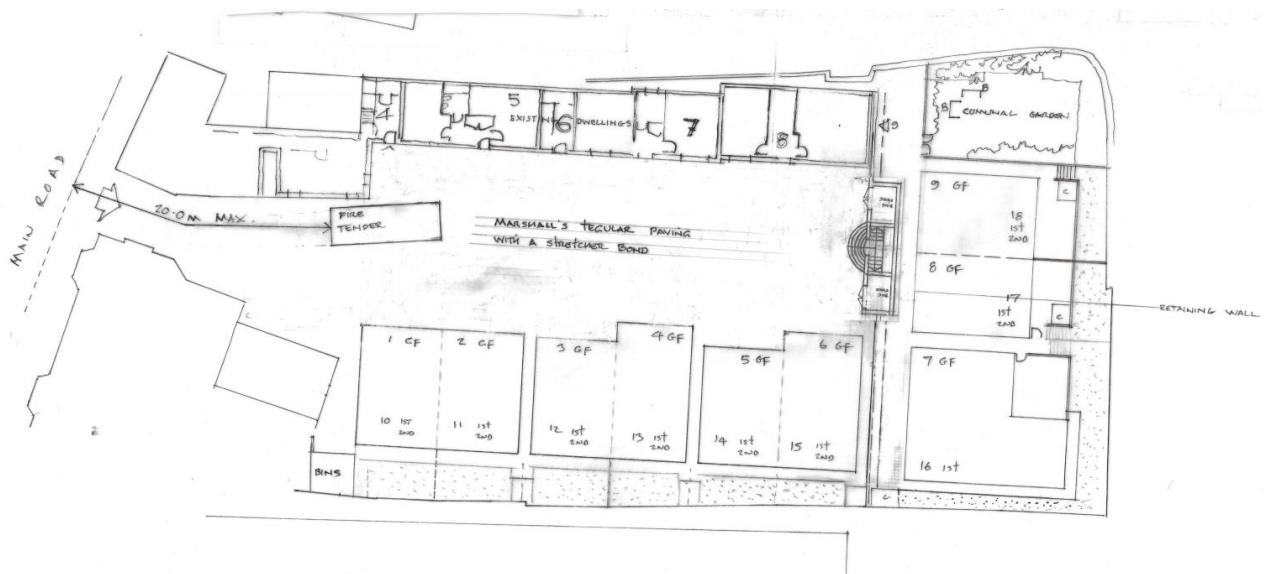 MAIN ROAD
20.0 M MAX.
FIRE
TENDER
MARSHALL'S TEGULAR PAVING
WITH A STRETCHER BOND
4
5
EXISTING DWELLINGS
6
7
8
9
B
B
COMMUNAL GARDEN
C
9 GF
18
1ST
2ND
8 GF
17
1ST
2ND
C
RETAINING WALL
1 GF
2 GF
3 GF
4 GF
5 GF
6 GF
7 GF
10 1ST
2ND
11 1ST
2ND
12 1ST
2ND
13 1ST
2ND
14 1ST
2ND
15 1ST
2ND
16 1ST
BINS
C